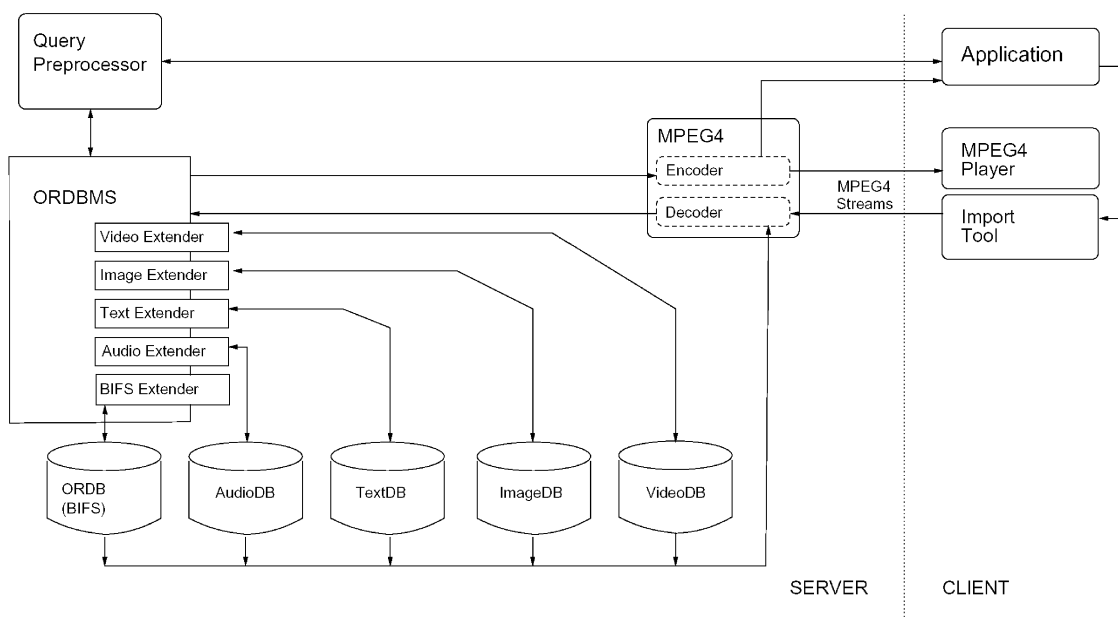 Query
Preprocessor
Application
MPEG4
Encoder
Decoder
MPEG4
Player
MPEG4
Streams
Import
Tool
ORDBMS
Video Extender
Image Extender
Text Extender
Audio Extender
BIFS Extender
ORDB
(BIFS)
AudioDB
TextDB
ImageDB
VideoDB
SERVER
CLIENT